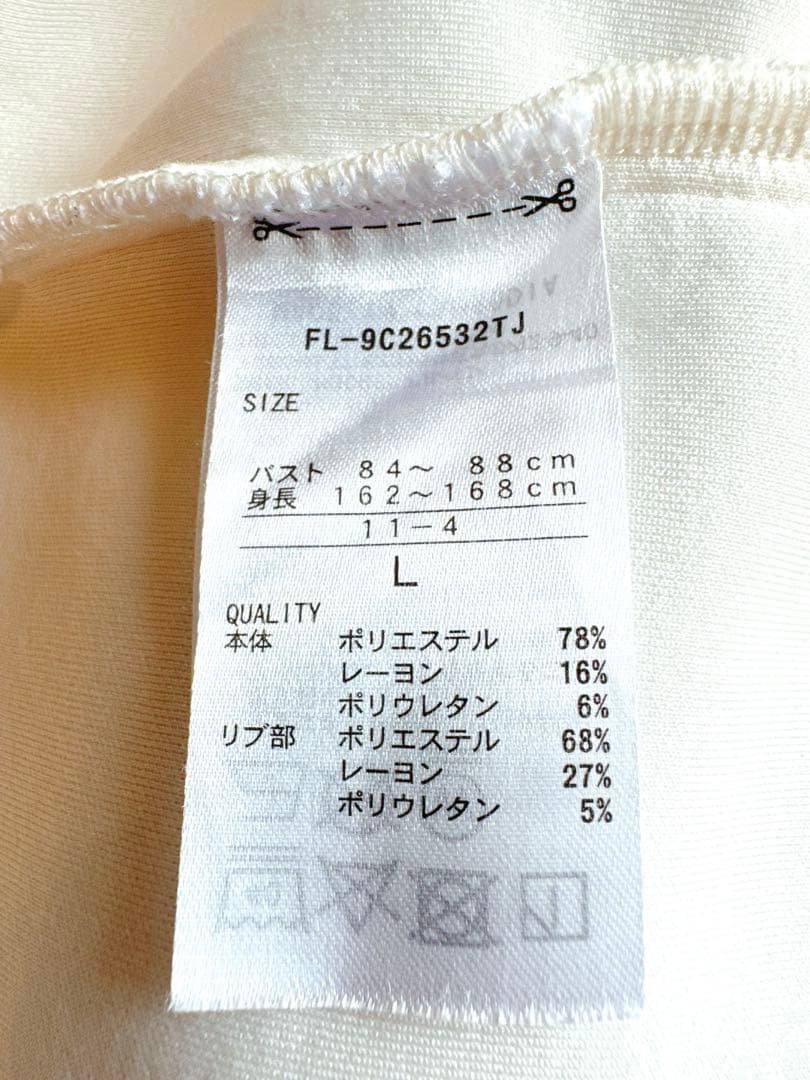 FL-9C26532TJ
SIZE
バスト 84～ 88cm
身長 162～168cm
11-4
L
QUALITY
本体 ポリエステル 78%
レーヨン 16%
ポリウレタン 6%
リブ部 ポリエステル 68%
レーヨン 27%
ポリウレタン 5%